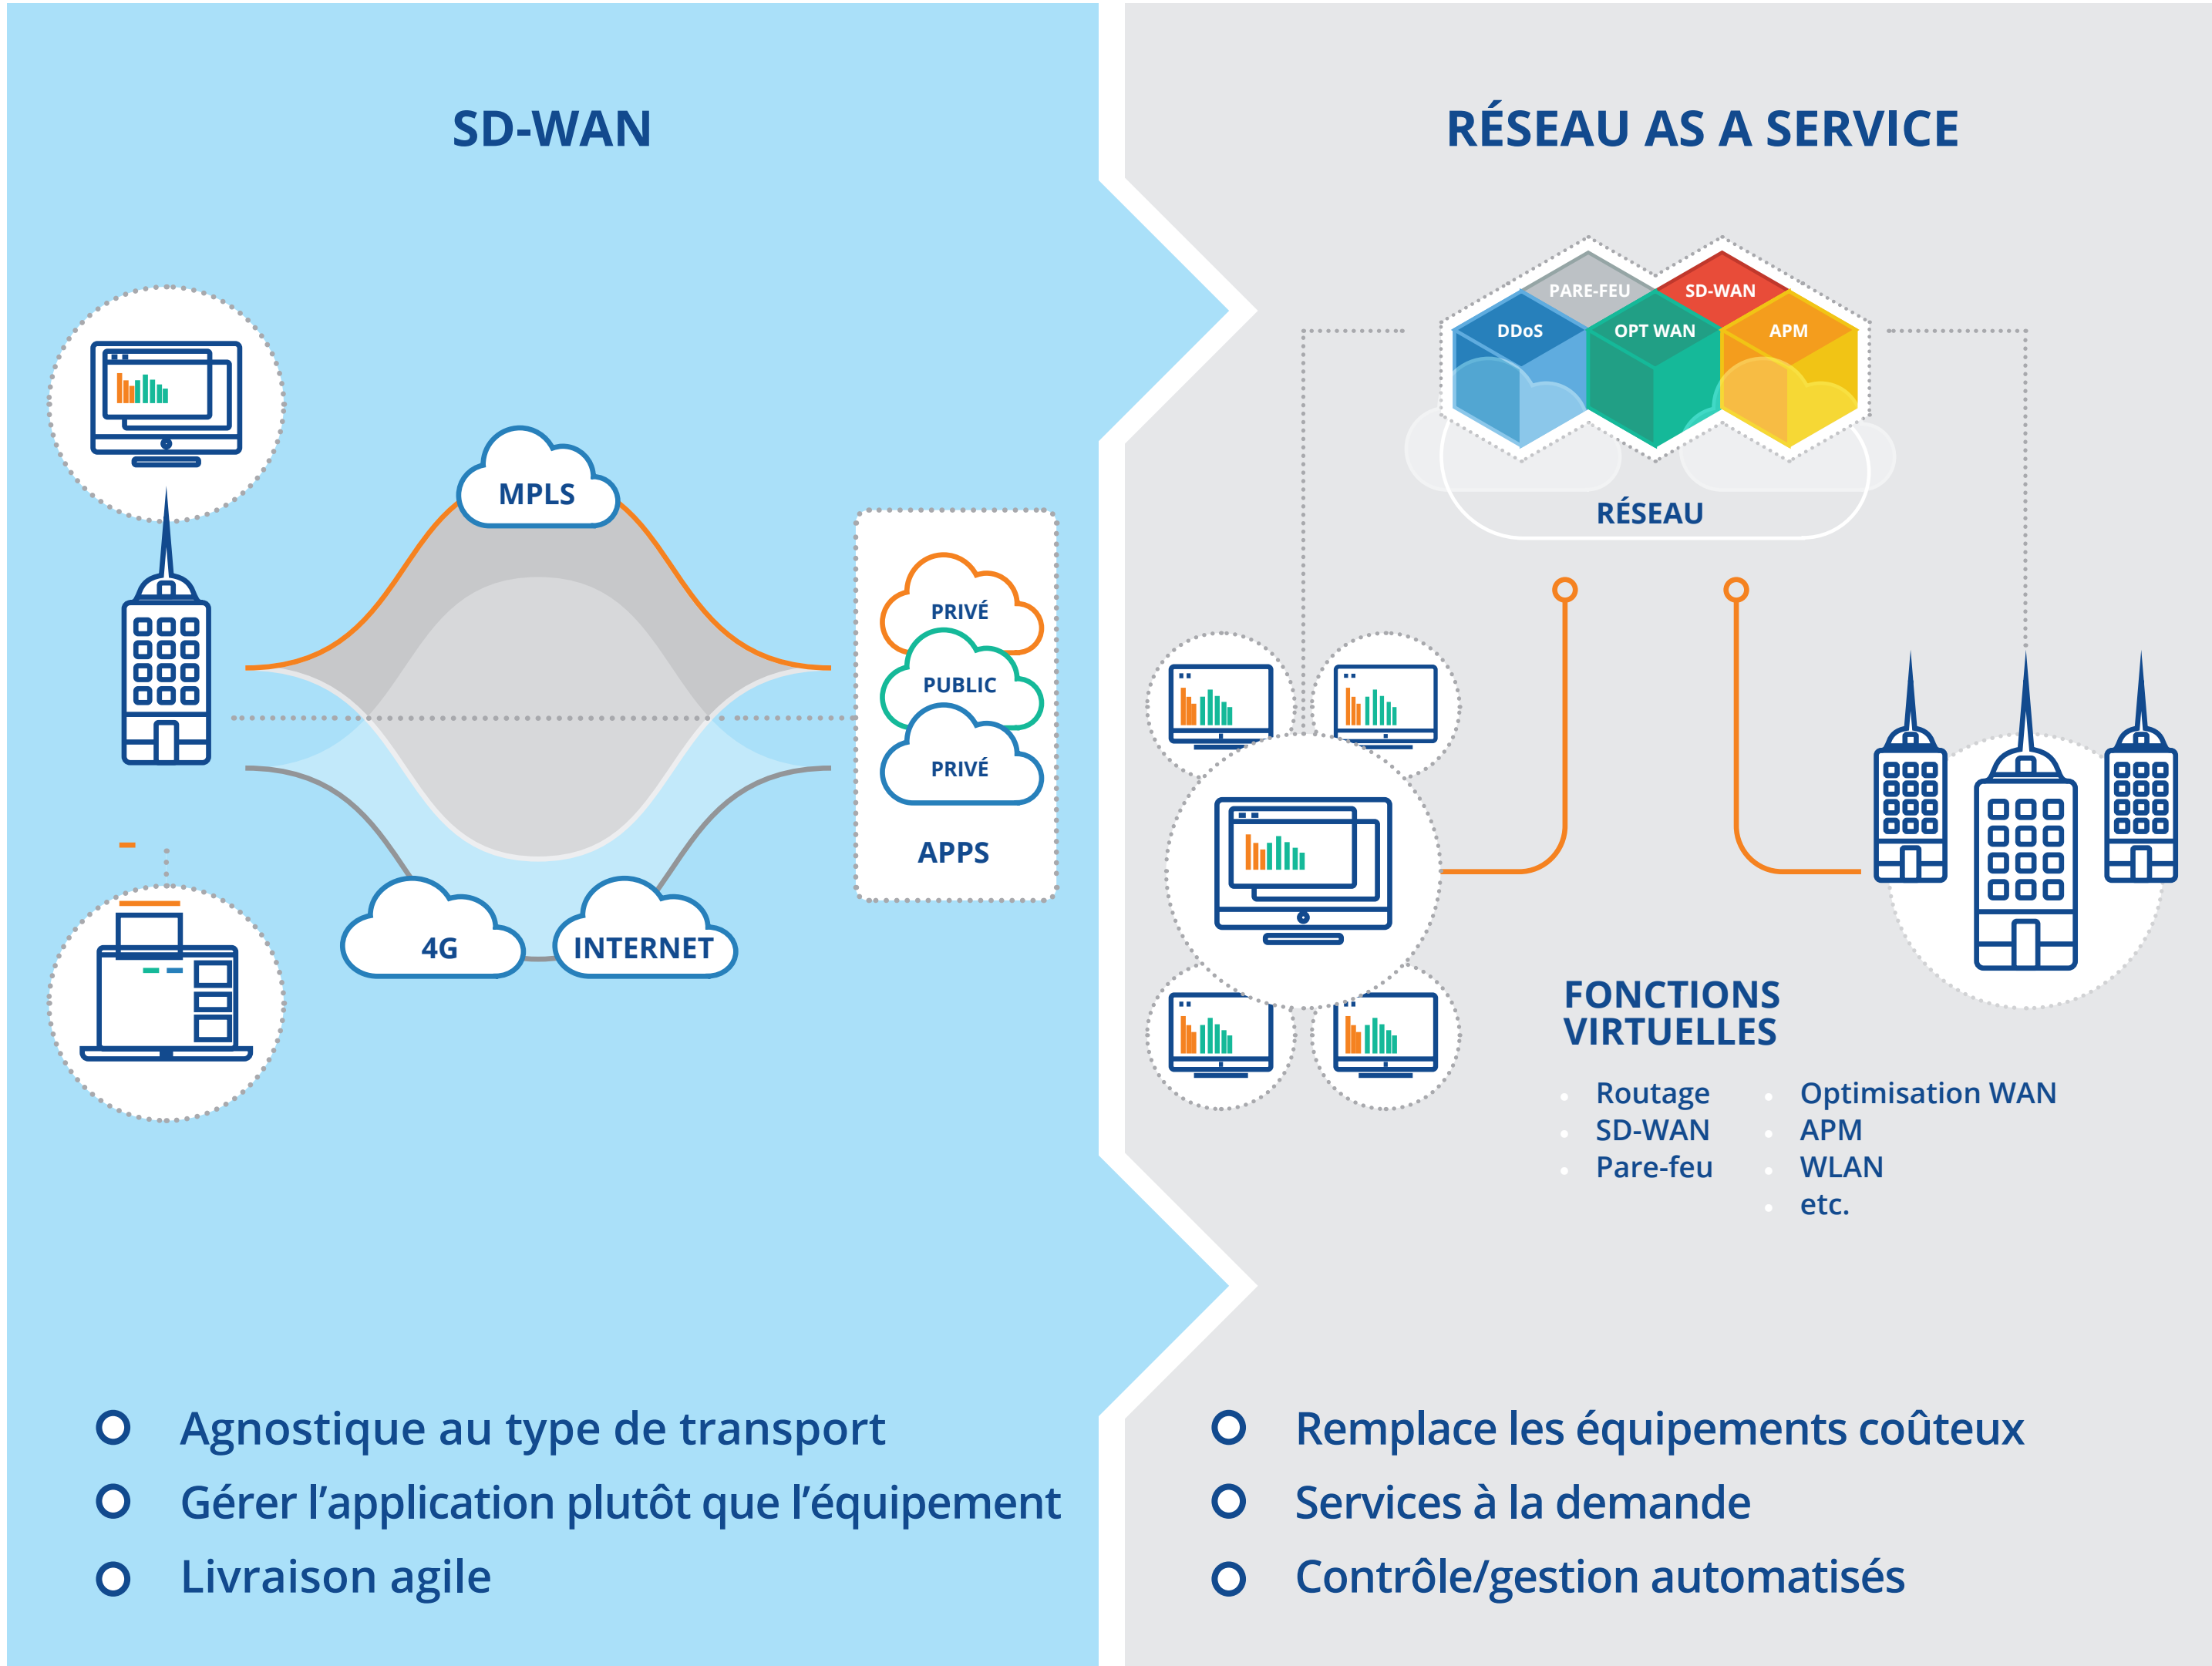 SD-WAN
MPLS
PRIVÉ
PUBLIC
PRIVÉ
APPS
4G
INTERNET
Agnostique au type de transport
Gérer l’application plutôt que l’équipement
Livraison agile
RÉSEAU AS A SERVICE
PARE-FEU
SD-WAN
DDoS
OPT WAN
APM
RÉSEAU
FONCTIONS
VIRTUELLES
Routage
SD-WAN
Pare-feu
Optimisation WAN
APM
WLAN
etc.
Remplace les équipements coûteux
Services à la demande
Contrôle/gestion automatisés